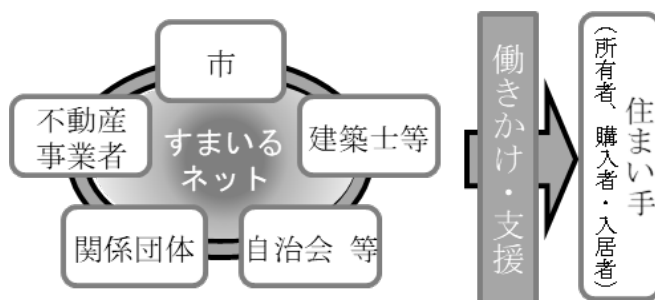 市
不動産
事業者
すまいる
ネット
建築士等
関係団体
自治会 等
働きかけ・支援
住まい手
(所有者、購入者・入居者)